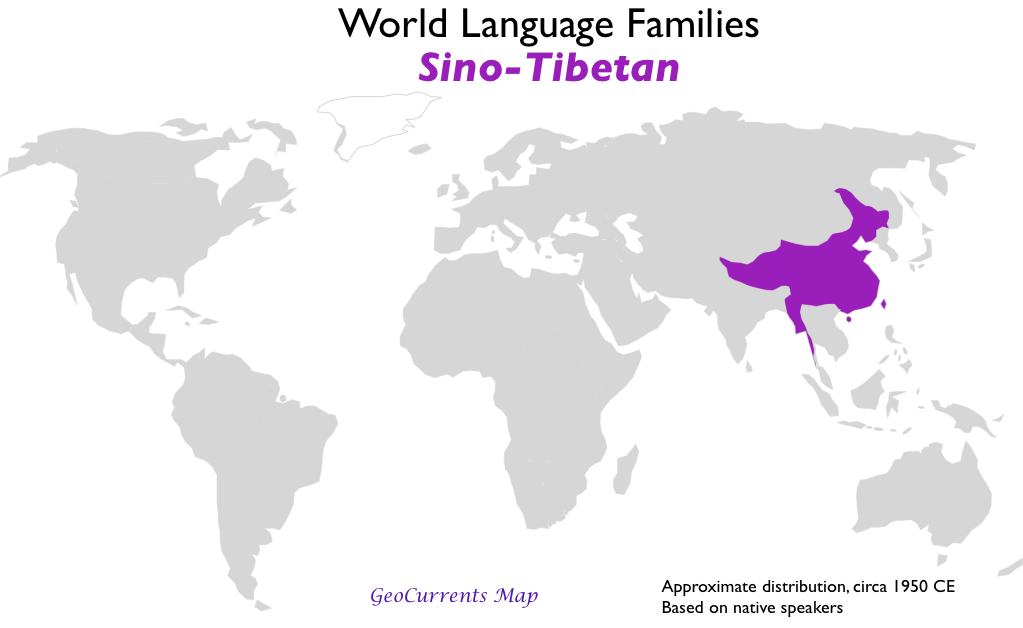 World Language Families
Sino-Tibetan
GeoCurrents Map
Approximate distribution, circa 1950 CE
Based on native speakers